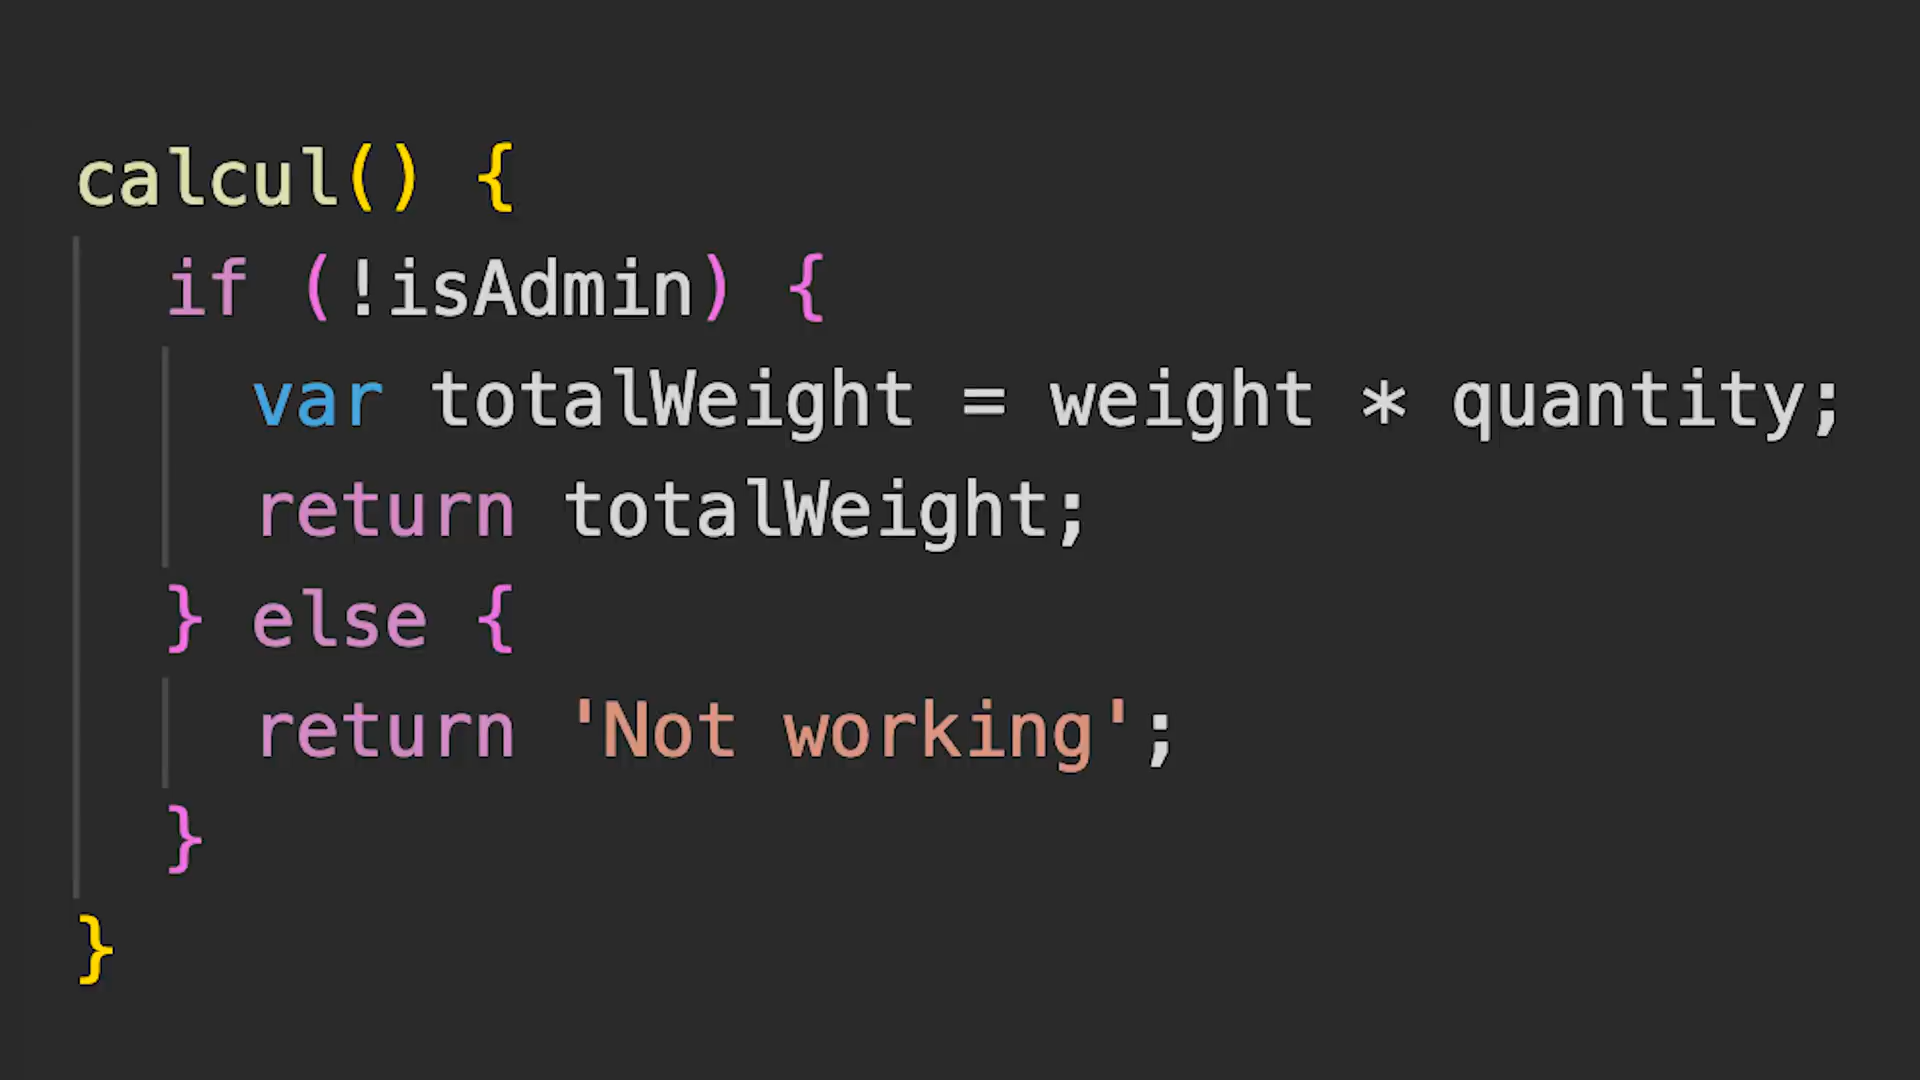 calcul() {
if (!isAdmin) {
var totalWeight = weight * quantity;
return totalWeight;
} else {
return 'Not working';
}
}